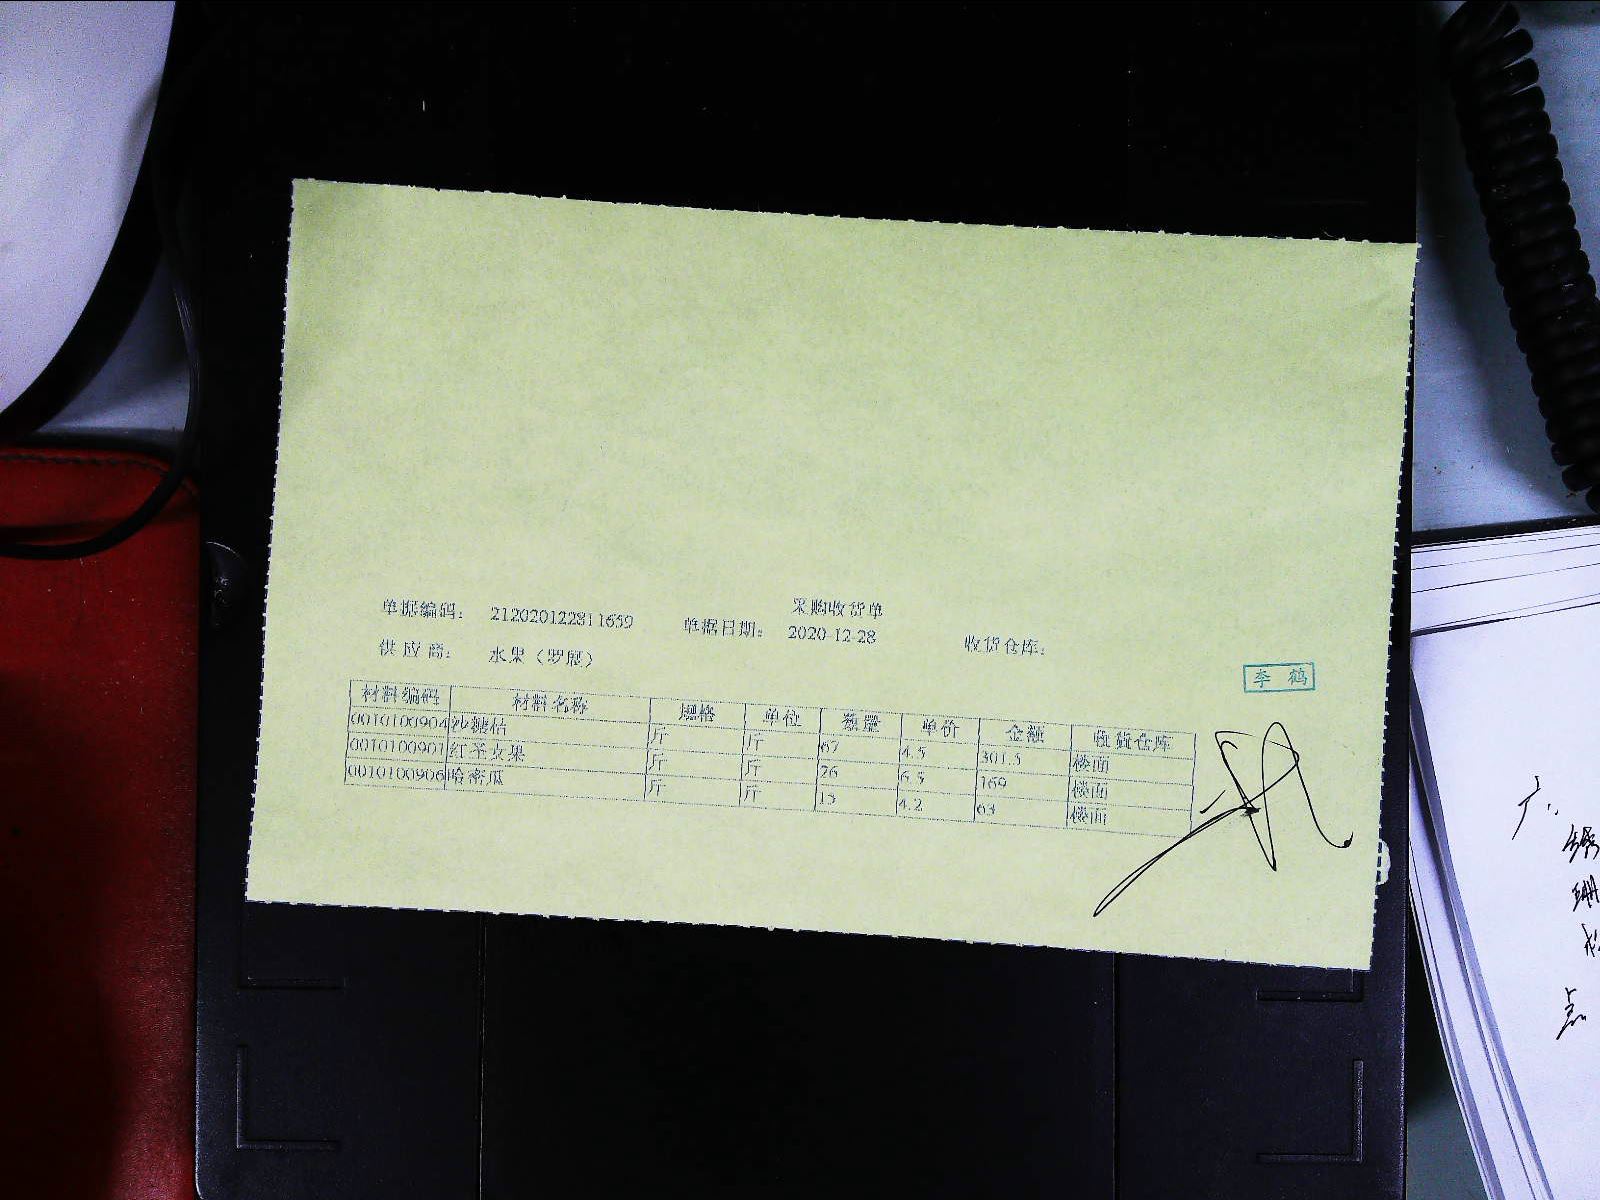 采购收货单
单据编码： 212020122811659 单据日期： 2020-12-28 收货仓库：
供应商： 水果（罗愿）
李鹤
材料编码 材料名称 规格 单位 数量 单价 金额 收货仓库
0010100904 沙糖桔 斤 斤 67 4.5 301.5 楼面
0010100901 红圣女果 斤 斤 26 6.5 169 楼面
0010100906 哈密瓜 斤 斤 15 4.2 63 楼面